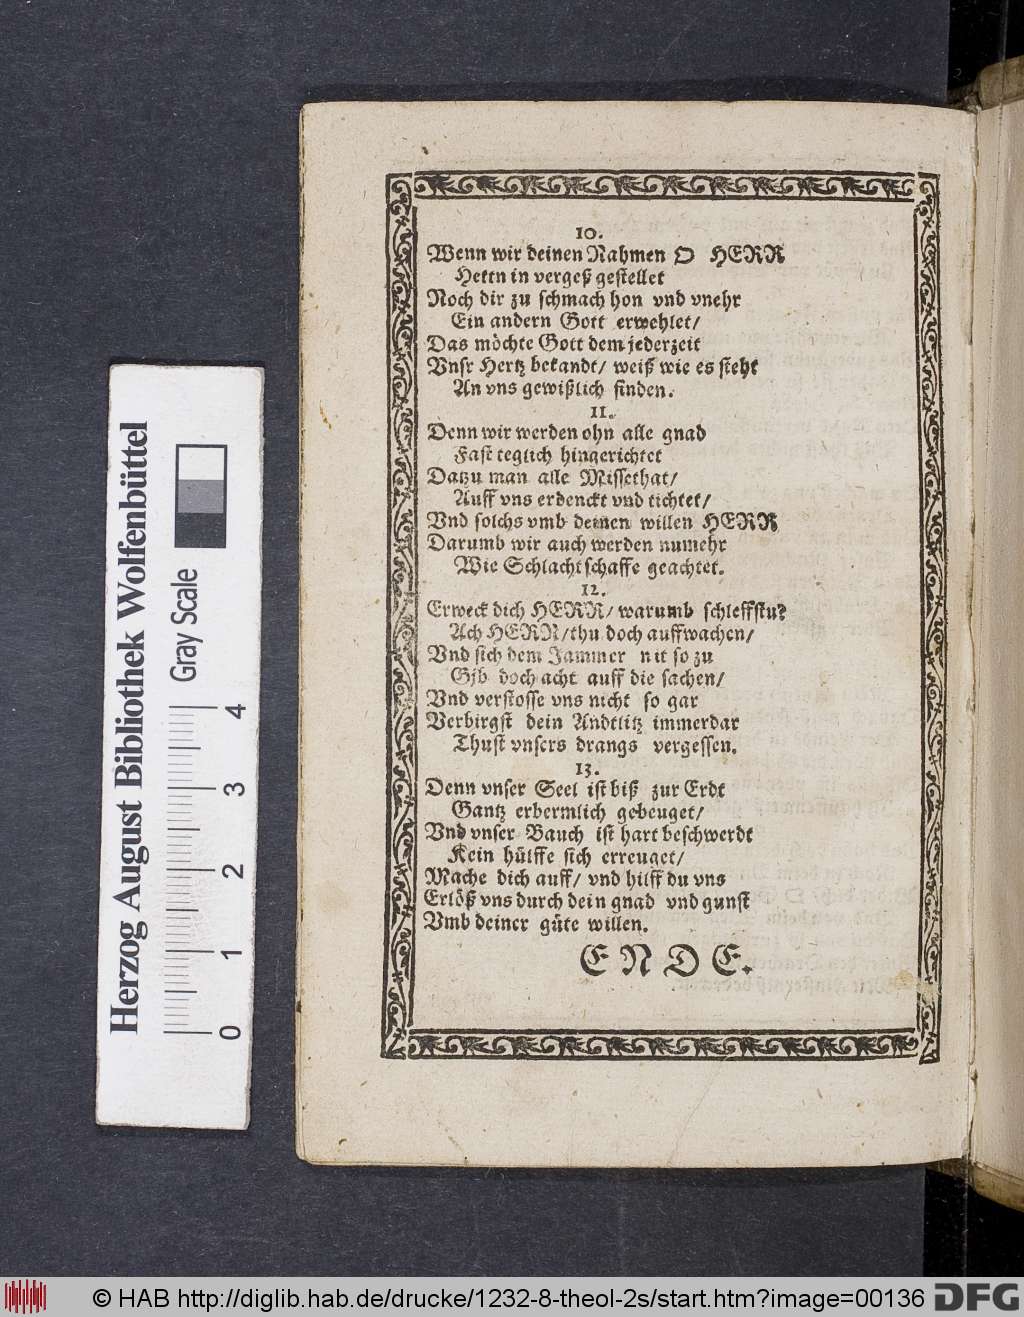 10.
Wenn wir deinen Nahmen O HERR
Hettn in vergeß gestellet
Noch dir zu schmach hon vnd vnehr
Ein andern Gott erwehlet/
Das möchte Gott dem jederzeit
Vnsr Hertz bekandt/ weiß wie es steht
An vns gewißlich finden.
11.
Denn wir werden ohn alle gnad
Fast teglich hingerichtet
Datzu man alle Missethat/
Auff vns erdenckt vnd tichtet/
Vnd solchs vmb deinen willen HERR
Darumb wir auch werden numehr
Wie Schlachtschaffe geachtet.
12.
Erweck dich HERR/ warumb schleffstu?
Ach HERR/ thu doch auffwachen/
Vnd sich dem Jammer nit so zu
Gib doch acht auff die sachen/
Vnd verstosse vns nicht so gar
Verbirgst dein Andtlitz immerdar
Thust vnsers drangs vergessen.
13.
Denn vnser Seel ist biß zur Erdt
Gantz erbermlich gebeuget/
Vnd vnser Bauch ist hart beschwerdt
Kein hülffe sich erreuget/
Mache dich auff/ vnd hilff du vns
Erlöß vns durch dein gnad vnd gunst
Vmb deiner güte willen.
ENDE.
Herzog August Bibliothek Wolfenbüttel
Gray Scale
0 1 2 3 4
© HAB http://diglib.hab.de/drucke/1232-8-theol-2s/start.htm?image=00136
DFG